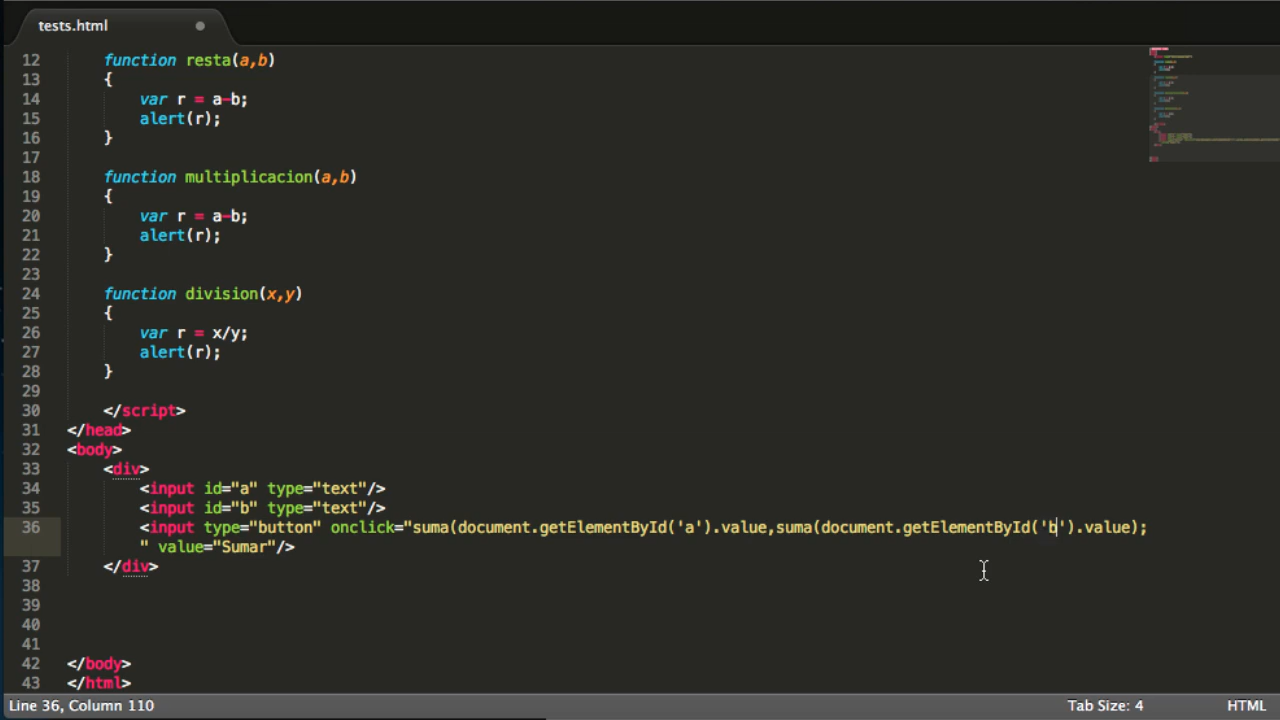 tests.html
12 function resta(a,b)
13 {
14 var r = a-b;
15 alert(r);
16 }
17
18 function multiplicacion(a,b)
19 {
20 var r = a-b;
21 alert(r);
22 }
23
24 function division(x,y)
25 {
26 var r = x/y;
27 alert(r);
28 }
29
30 </script>
31 </head>
32 <body>
33 <div>
34 <input id="a" type="text"/>
35 <input id="b" type="text"/>
36 <input type="button" onclick="suma(document.getElementById('a').value,suma(document.getElementById('b').value);
" value="Sumar"/>
37 </div>
38
39
40
41
42 </body>
43 </html>
Line 36, Column 110 Tab Size: 4 HTML